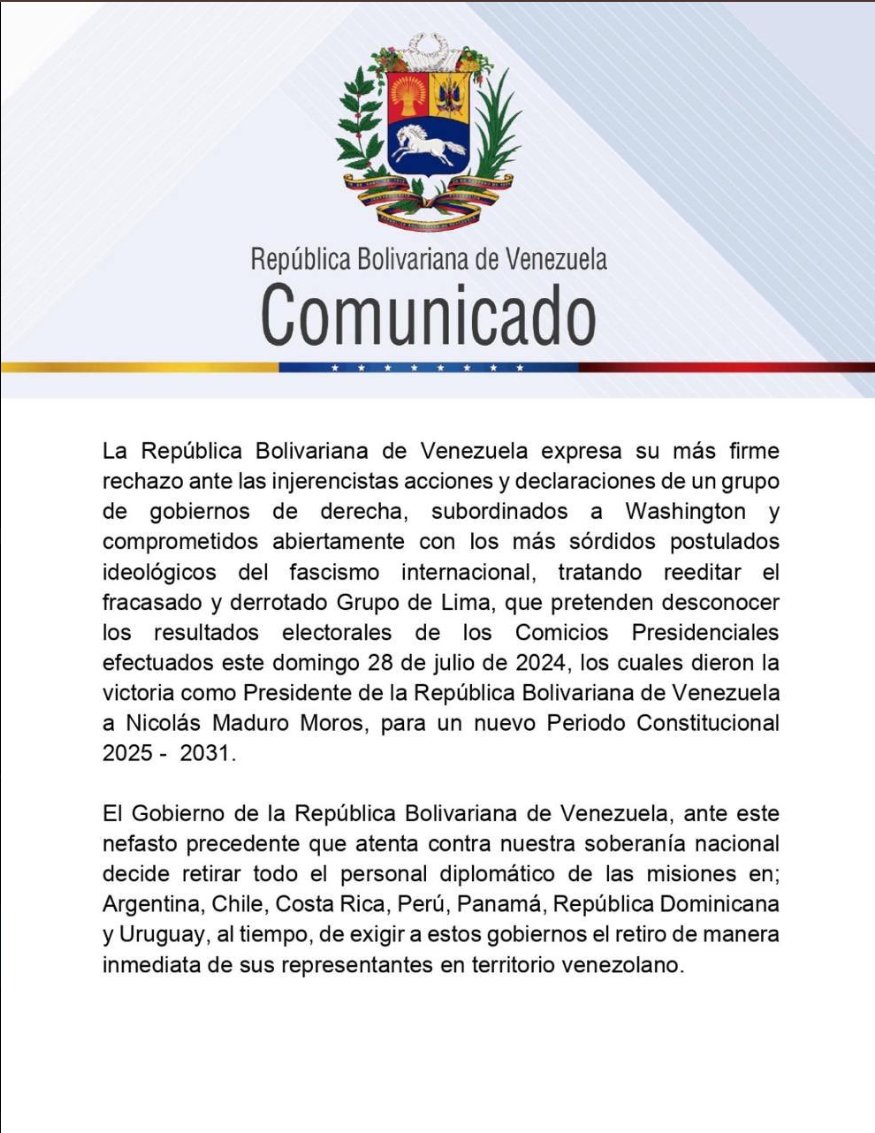 República Bolivariana de Venezuela
Comunicado
La República Bolivariana de Venezuela expresa su más firme
rechazo ante las injerencistas acciones y declaraciones de un grupo
de gobiernos de derecha, subordinados a Washington y
comprometidos abiertamente con los más sórdidos postulados
ideológicos del fascismo internacional, tratando reeditar el
fracasado y derrotado Grupo de Lima, que pretenden desconocer
los resultados electorales de los Comicios Presidenciales
efectuados este domingo 28 de julio de 2024, los cuales dieron la
victoria como Presidente de la República Bolivariana de Venezuela
a Nicolás Maduro Moros, para un nuevo Periodo Constitucional
2025 - 2031.
El Gobierno de la República Bolivariana de Venezuela, ante este
nefasto precedente que atenta contra nuestra soberanía nacional
decide retirar todo el personal diplomático de las misiones en;
Argentina, Chile, Costa Rica, Perú, Panamá, República Dominicana
y Uruguay, al tiempo, de exigir a estos gobiernos el retiro de manera
inmediata de sus representantes en territorio venezolano.